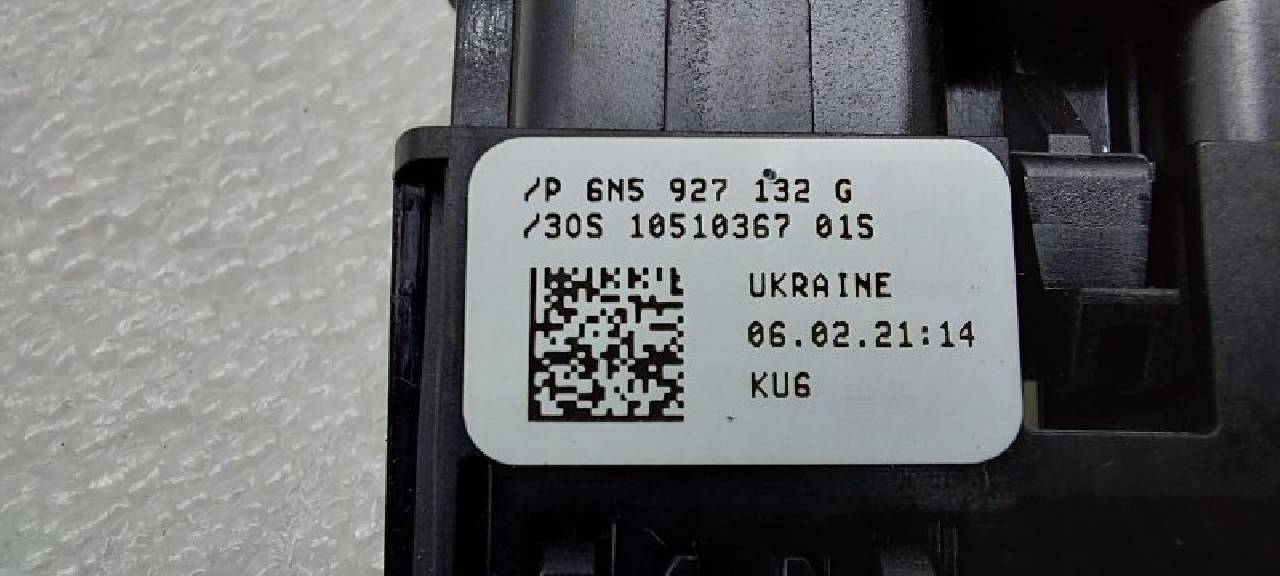 /P 6N5 927 132 G
/30S 10510367 01S
UKRAINE
06.02.21:14
KU6